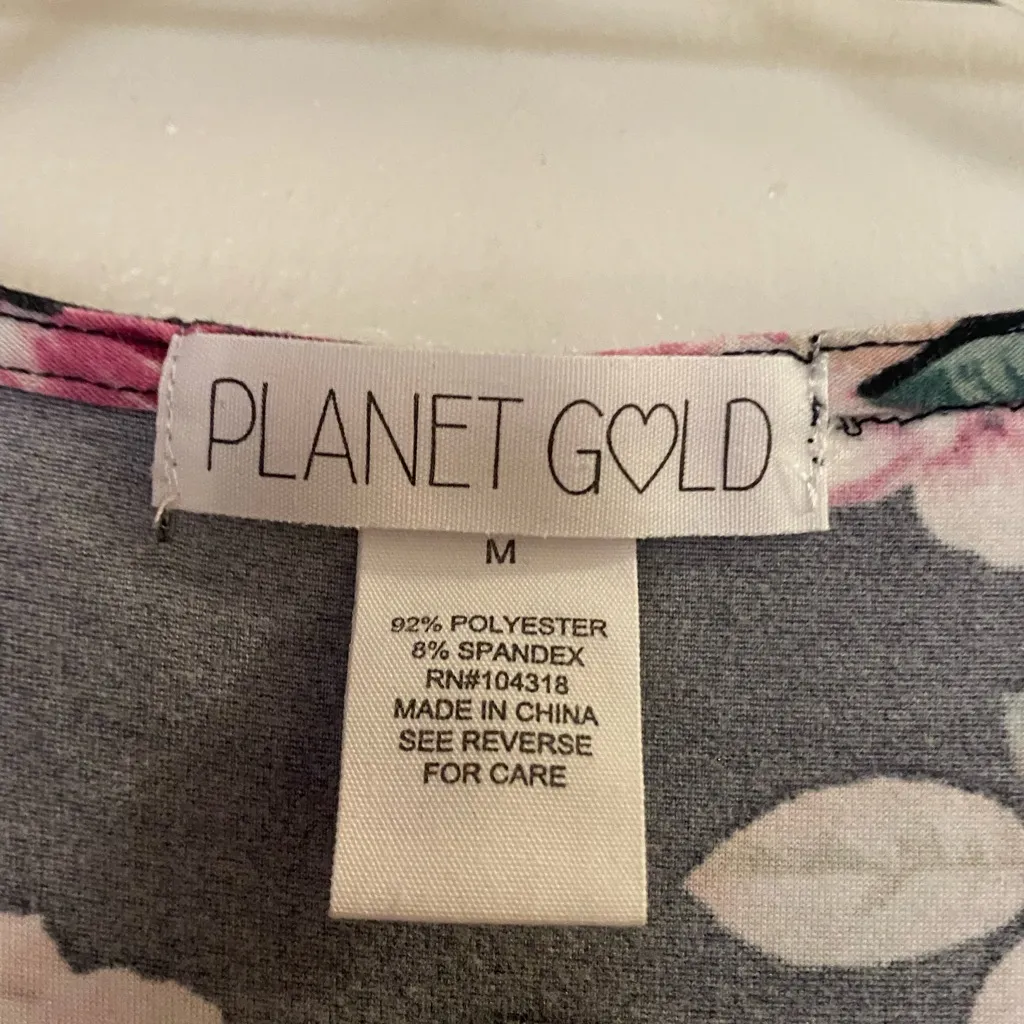 PLANET GOLD
M
92% POLYESTER
8% SPANDEX
RN#104318
MADE IN CHINA
SEE REVERSE
FOR CARE